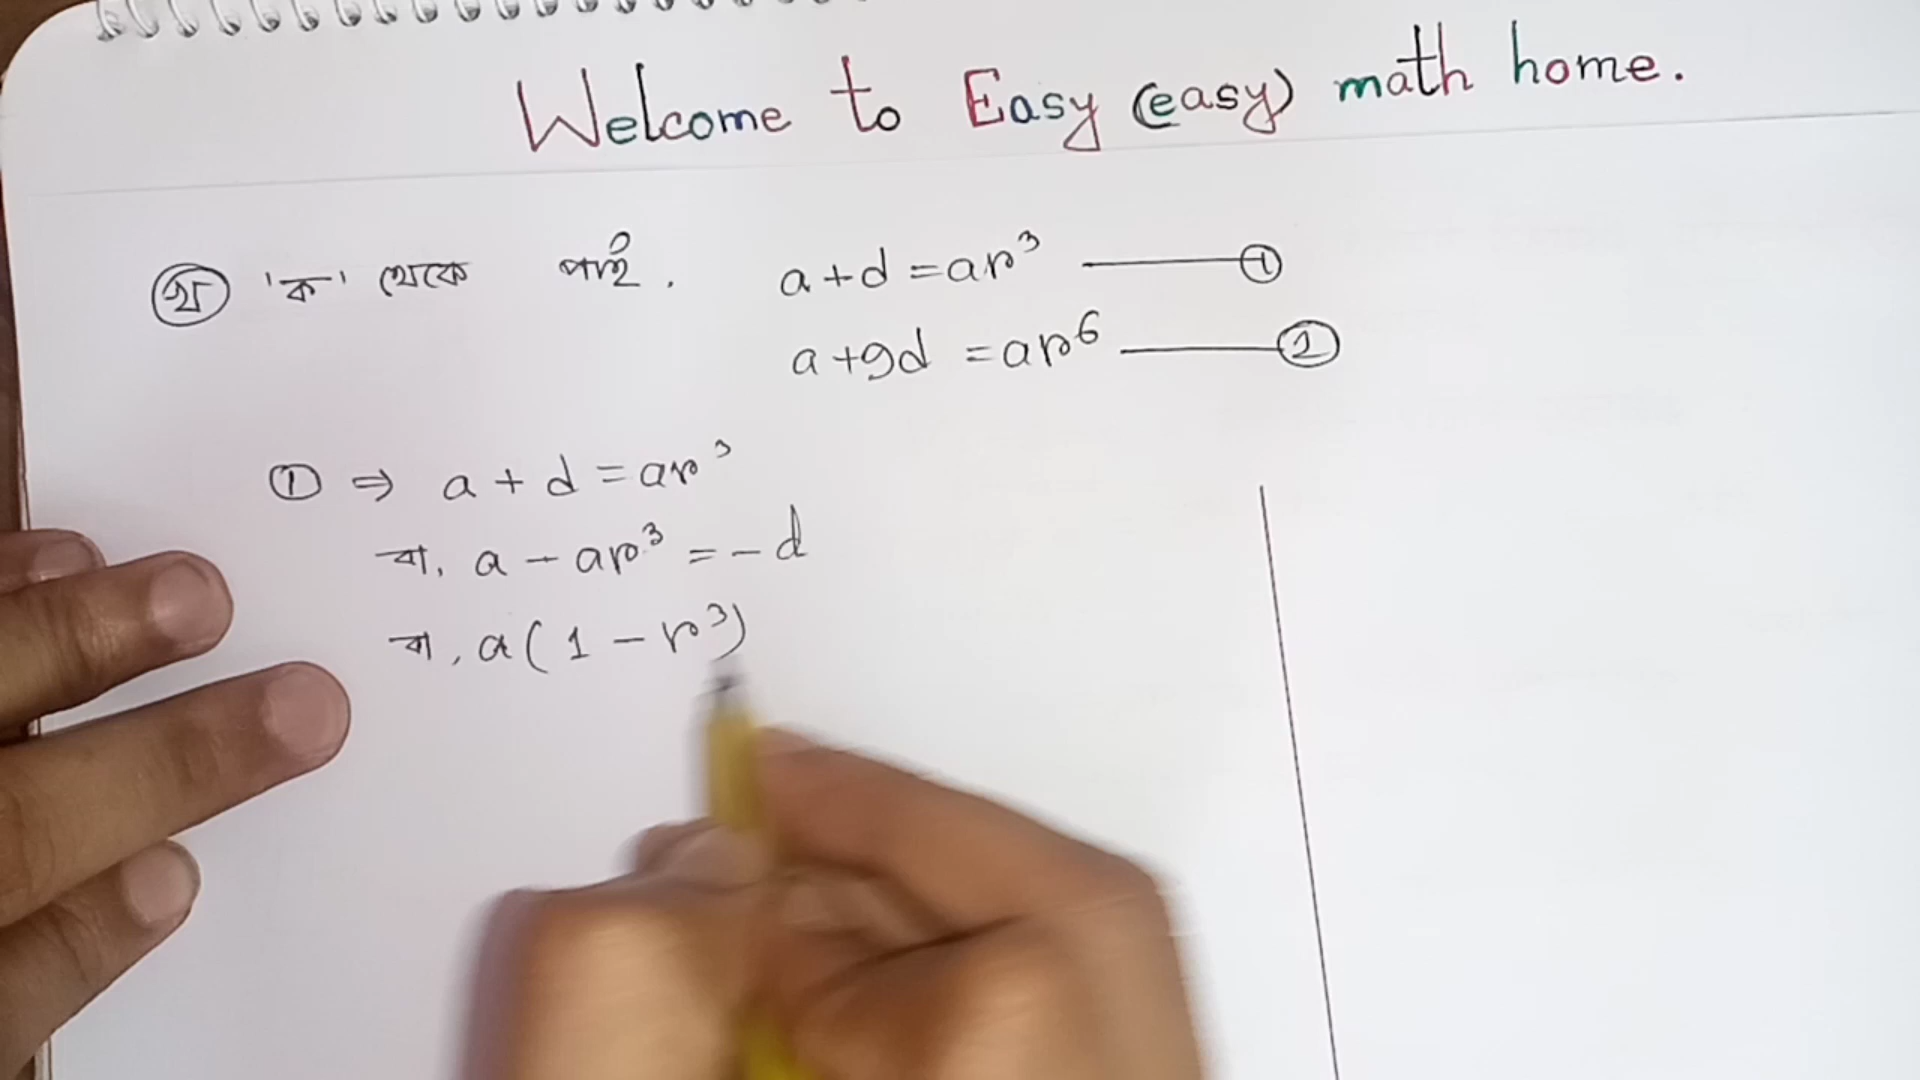 Welcome to Easy (easy) math home.
(খ) 'ক' থেকে পাই. a+d=ar³ ——— ①
a+9d =ar⁶ ——— ②
① ⇒ a + d = ar³
বা, a - ar³ = - d
বা, a(1 - r³)